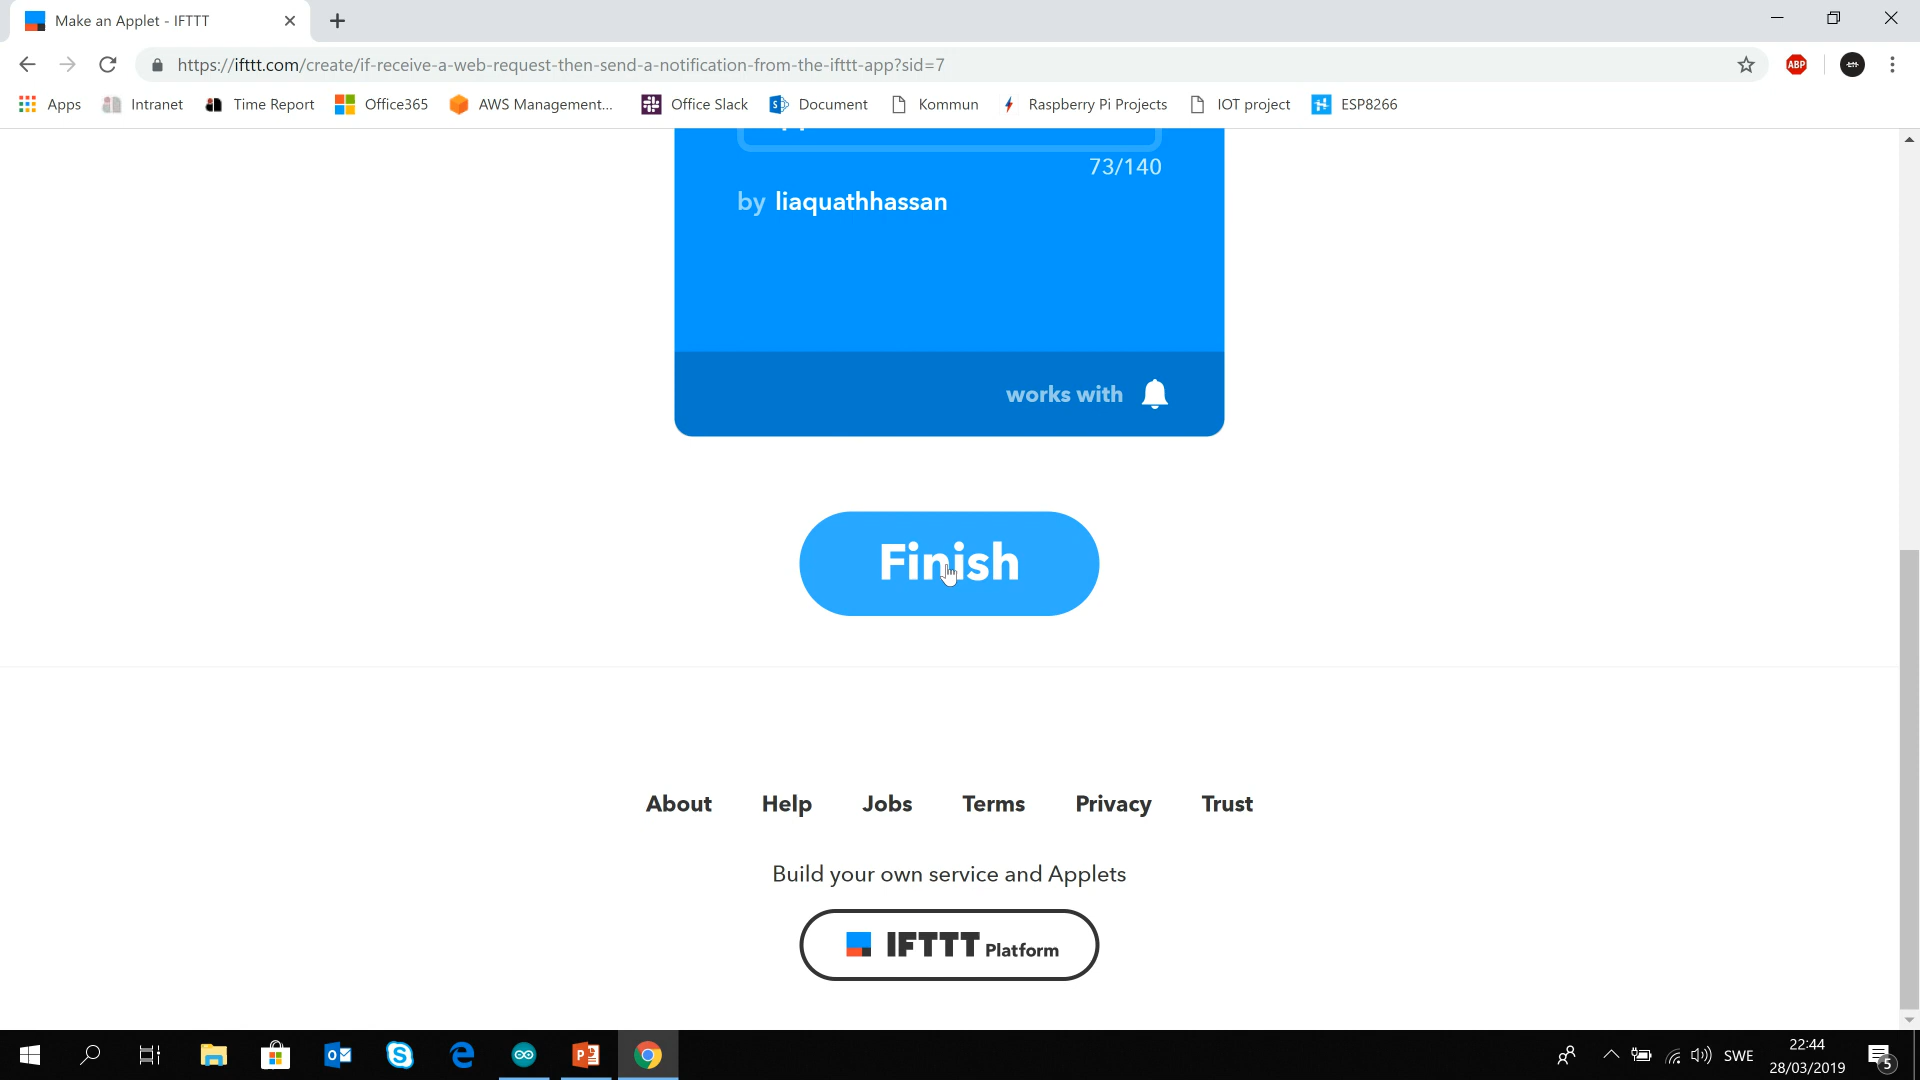 Make an Applet - IFTTT
https://ifttt.com/create/if-receive-a-web-request-then-send-a-notification-from-the-ifttt-app?sid=7
ABP
Apps Intranet Time Report Office365 AWS Management... Office Slack Document Kommun Raspberry Pi Projects IOT project ESP8266
73/140
by liaquathhassan
works with
Finish
About Help Jobs Terms Privacy Trust
Build your own service and Applets
IFTTT Platform
SWE
22:44
28/03/2019
5